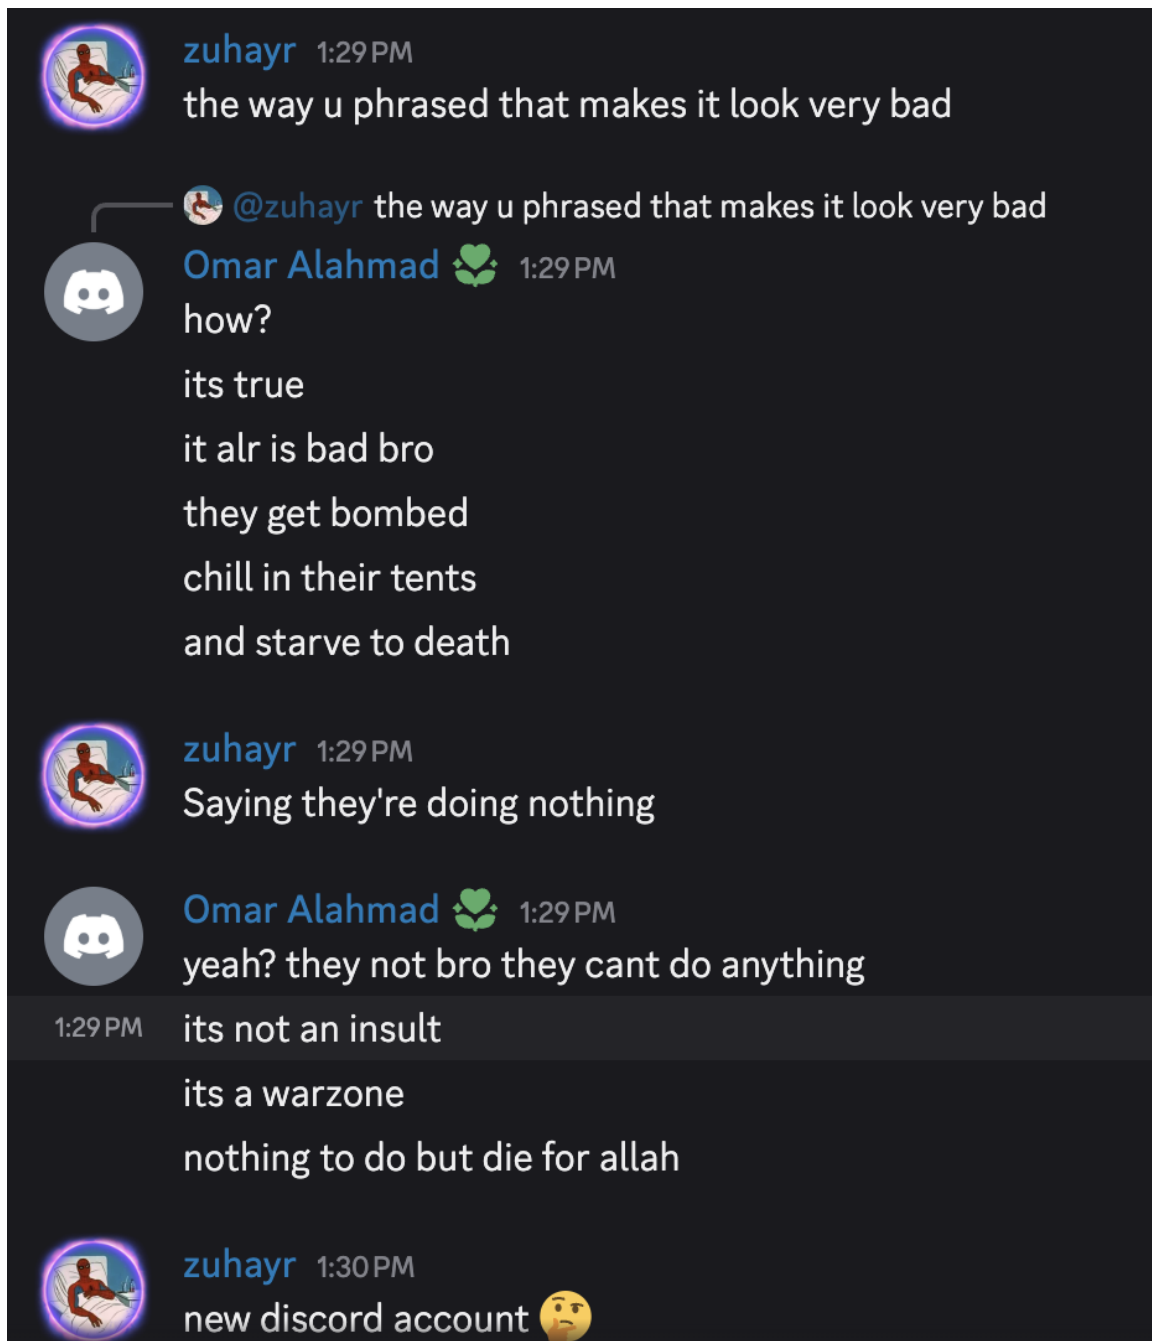 zuhayr 1:29 PM
the way u phrased that makes it look very bad
@zuhayr the way u phrased that makes it look very bad
Omar Alahmad 1:29 PM
how?
its true
it alr is bad bro
they get bombed
chill in their tents
and starve to death
zuhayr 1:29 PM
Saying they're doing nothing
Omar Alahmad 1:29 PM
yeah? they not bro they cant do anything
1:29 PM its not an insult
its a warzone
nothing to do but die for allah
zuhayr 1:30 PM
new discord account 🤔